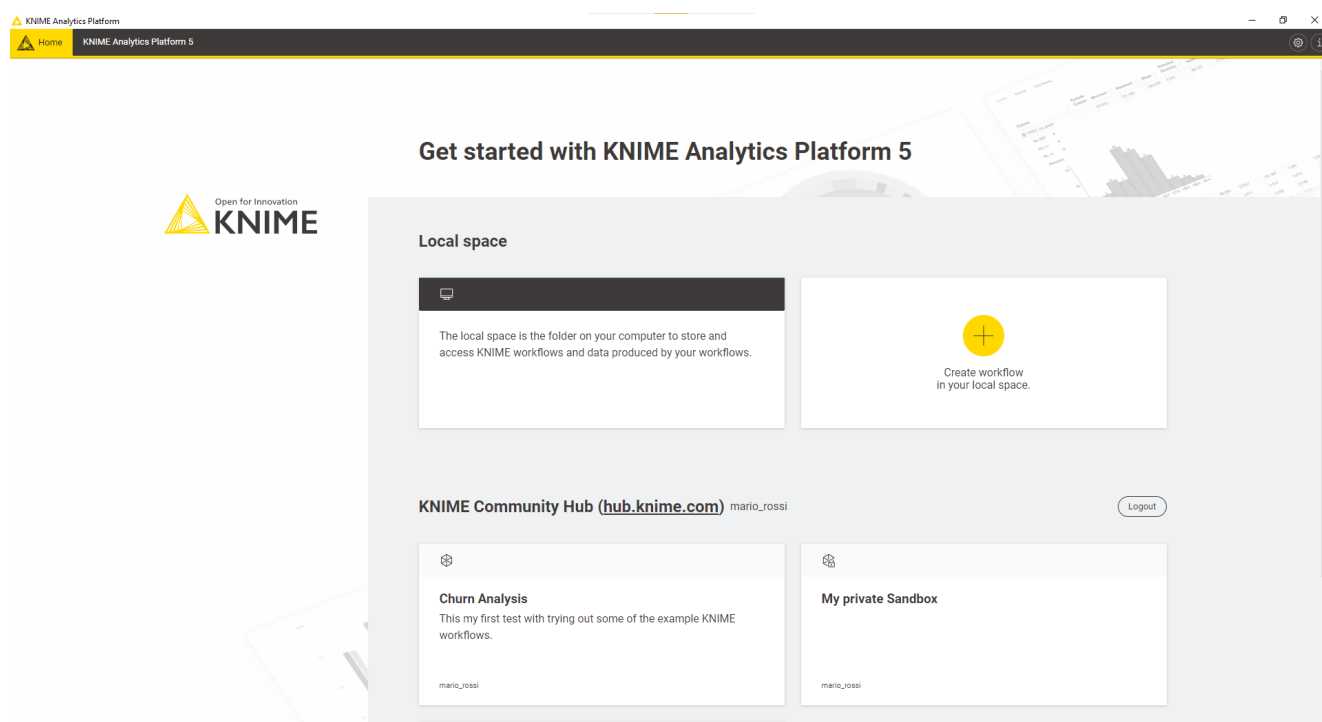 KNIME Analytics Platform
Home
KNIME Analytics Platform 5
Get started with KNIME Analytics Platform 5
Open for Innovation
KNIME
Local space
The local space is the folder on your computer to store and
access KNIME workflows and data produced by your workflows.
Create workflow
in your local space.
KNIME Community Hub (hub.knime.com) mario_rossi
Logout
Churn Analysis
This my first test with trying out some of the example KNIME
workflows.
mario_rossi
My private Sandbox
mario_rossi